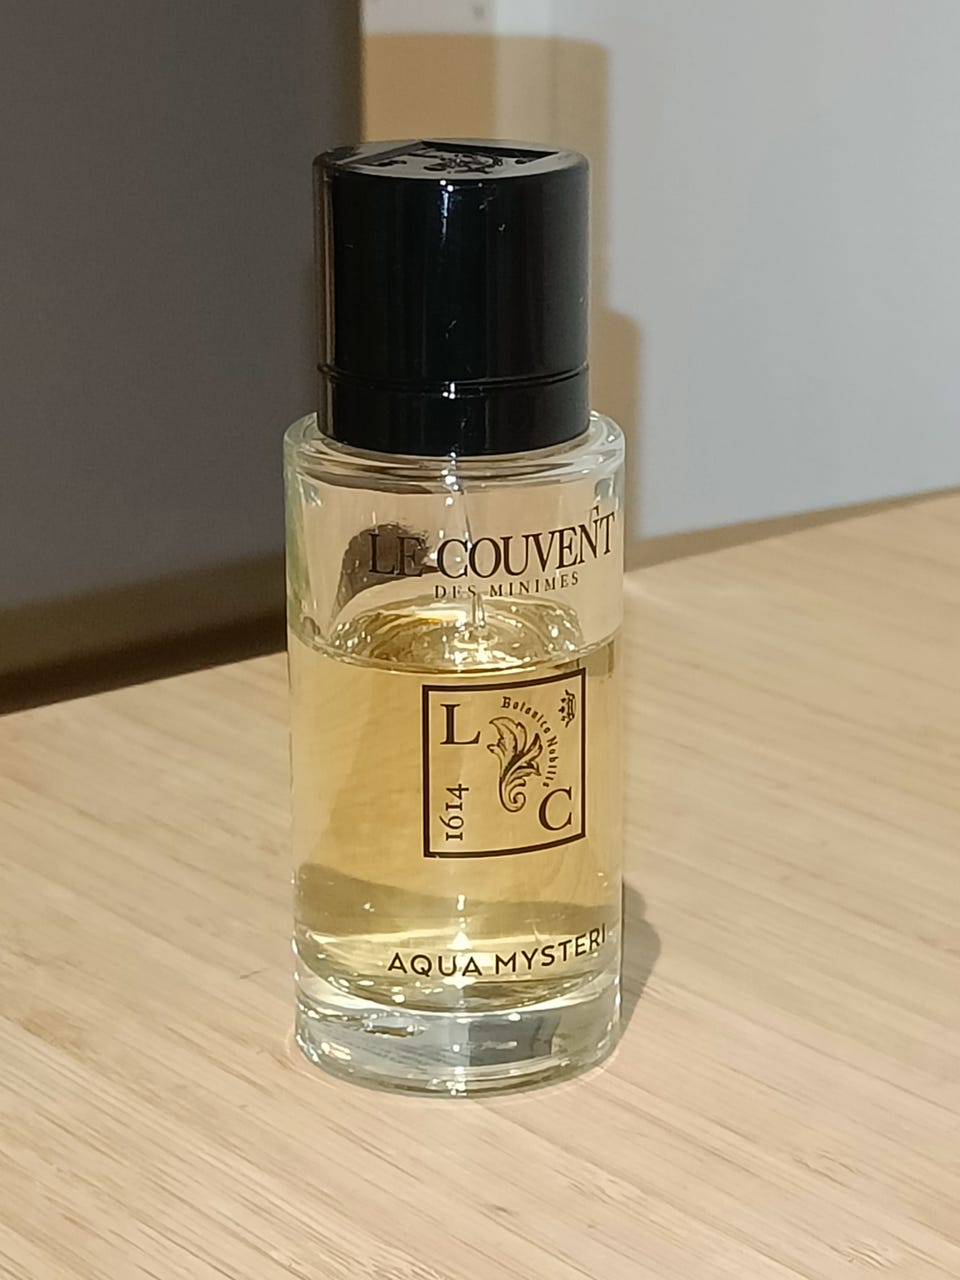 LE COUVENT
DES MINIMES
L
Botanica Nobilis
1614
C
AQUA MYSTERI